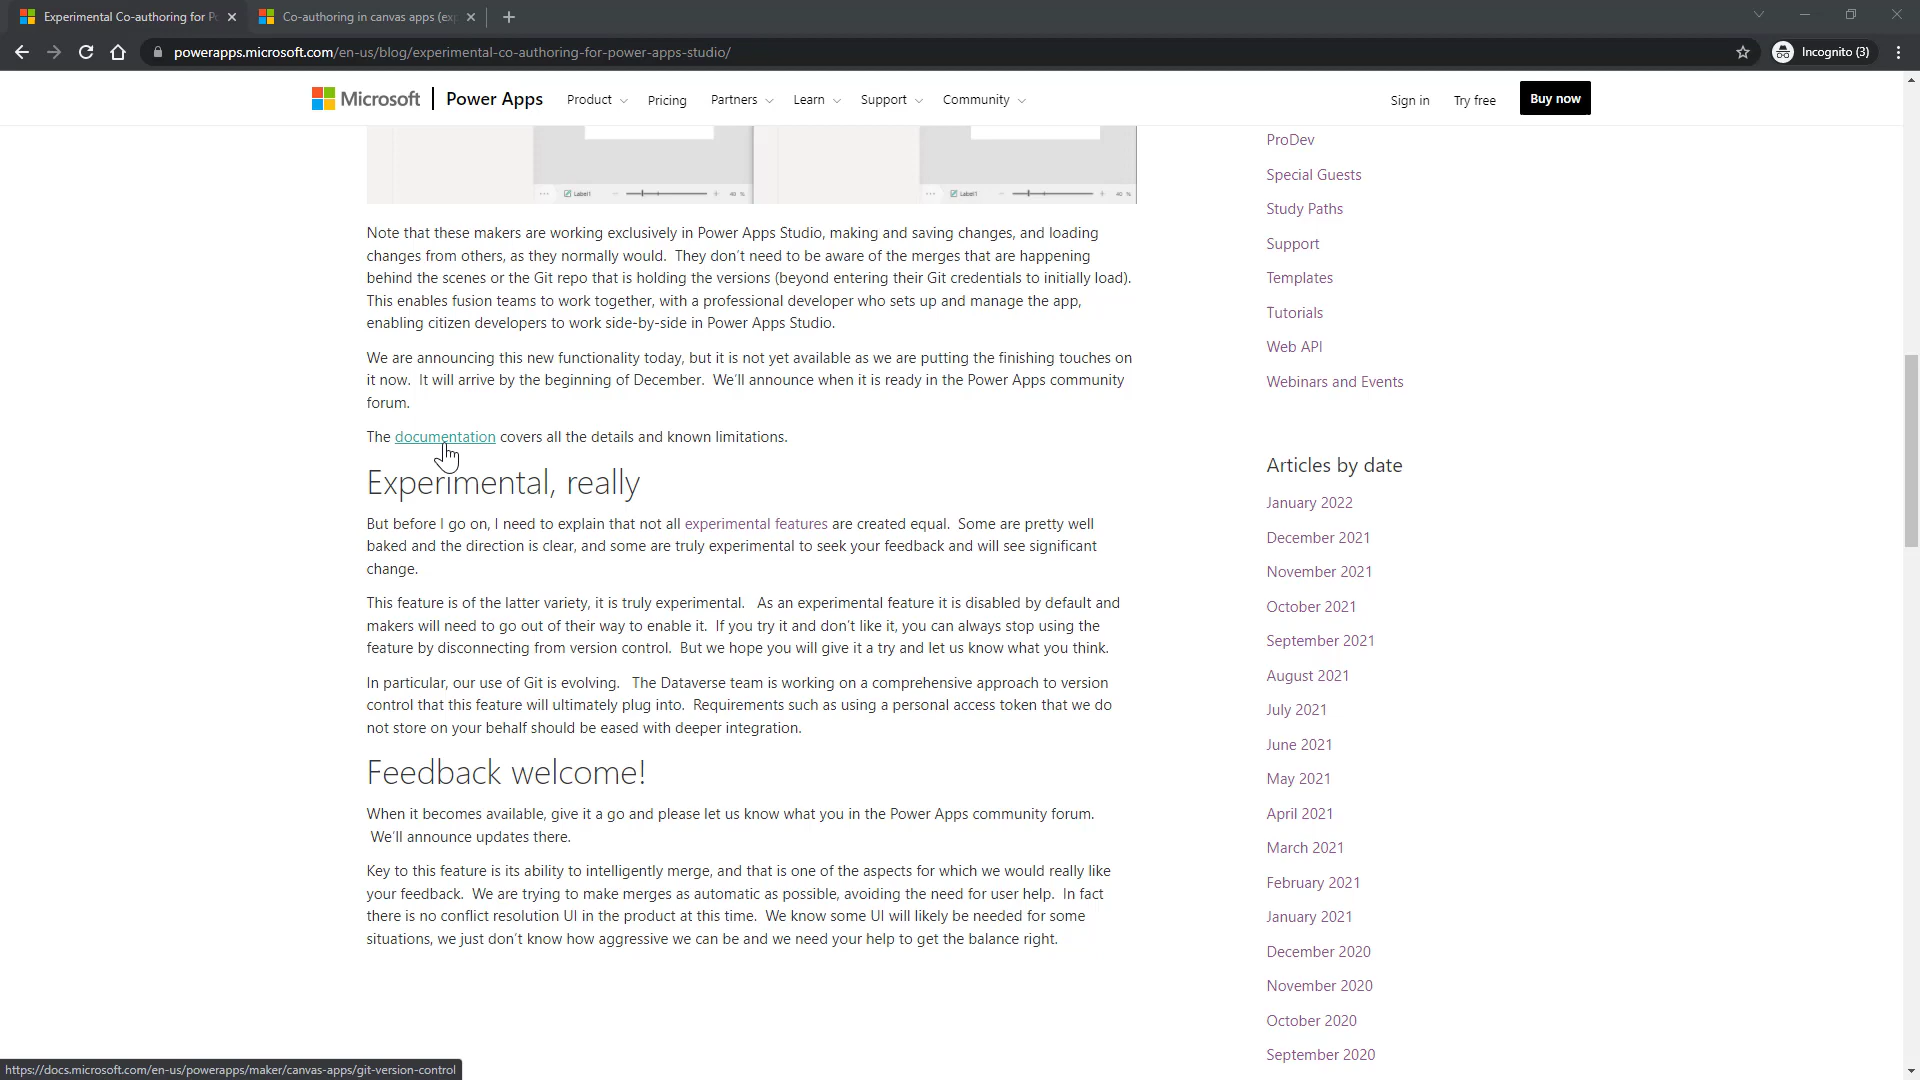 Experimental Co-authoring for P
Co-authoring in canvas apps (exp
powerapps.microsoft.com/en-us/blog/experimental-co-authoring-for-power-apps-studio/
Incognito (3)
Microsoft
Power Apps
Product
Pricing
Partners
Learn
Support
Community
Sign in
Try free
Buy now
Label1
40 %
Label1
40 %
Note that these makers are working exclusively in Power Apps Studio, making and saving changes, and loading
changes from others, as they normally would.  They don’t need to be aware of the merges that are happening
behind the scenes or the Git repo that is holding the versions (beyond entering their Git credentials to initially load).
This enables fusion teams to work together, with a professional developer who sets up and manage the app,
enabling citizen developers to work side-by-side in Power Apps Studio.
We are announcing this new functionality today, but it is not yet available as we are putting the finishing touches on
it now.  It will arrive by the beginning of December.  We’ll announce when it is ready in the Power Apps community
forum.
The documentation covers all the details and known limitations.
Experimental, really
But before I go on, I need to explain that not all experimental features are created equal.  Some are pretty well
baked and the direction is clear, and some are truly experimental to seek your feedback and will see significant
change.
This feature is of the latter variety, it is truly experimental.   As an experimental feature it is disabled by default and
makers will need to go out of their way to enable it.  If you try it and don’t like it, you can always stop using the
feature by disconnecting from version control.  But we hope you will give it a try and let us know what you think.
In particular, our use of Git is evolving.   The Dataverse team is working on a comprehensive approach to version
control that this feature will ultimately plug into.  Requirements such as using a personal access token that we do
not store on your behalf should be eased with deeper integration.
Feedback welcome!
When it becomes available, give it a go and please let us know what you in the Power Apps community forum.
We’ll announce updates there.
Key to this feature is its ability to intelligently merge, and that is one of the aspects for which we would really like
your feedback.  We are trying to make merges as automatic as possible, avoiding the need for user help.  In fact
there is no conflict resolution UI in the product at this time.  We know some UI will likely be needed for some
situations, we just don’t know how aggressive we can be and we need your help to get the balance right.
ProDev
Special Guests
Study Paths
Support
Templates
Tutorials
Web API
Webinars and Events
Articles by date
January 2022
December 2021
November 2021
October 2021
September 2021
August 2021
July 2021
June 2021
May 2021
April 2021
March 2021
February 2021
January 2021
December 2020
November 2020
October 2020
September 2020
https://docs.microsoft.com/en-us/powerapps/maker/canvas-apps/git-version-control